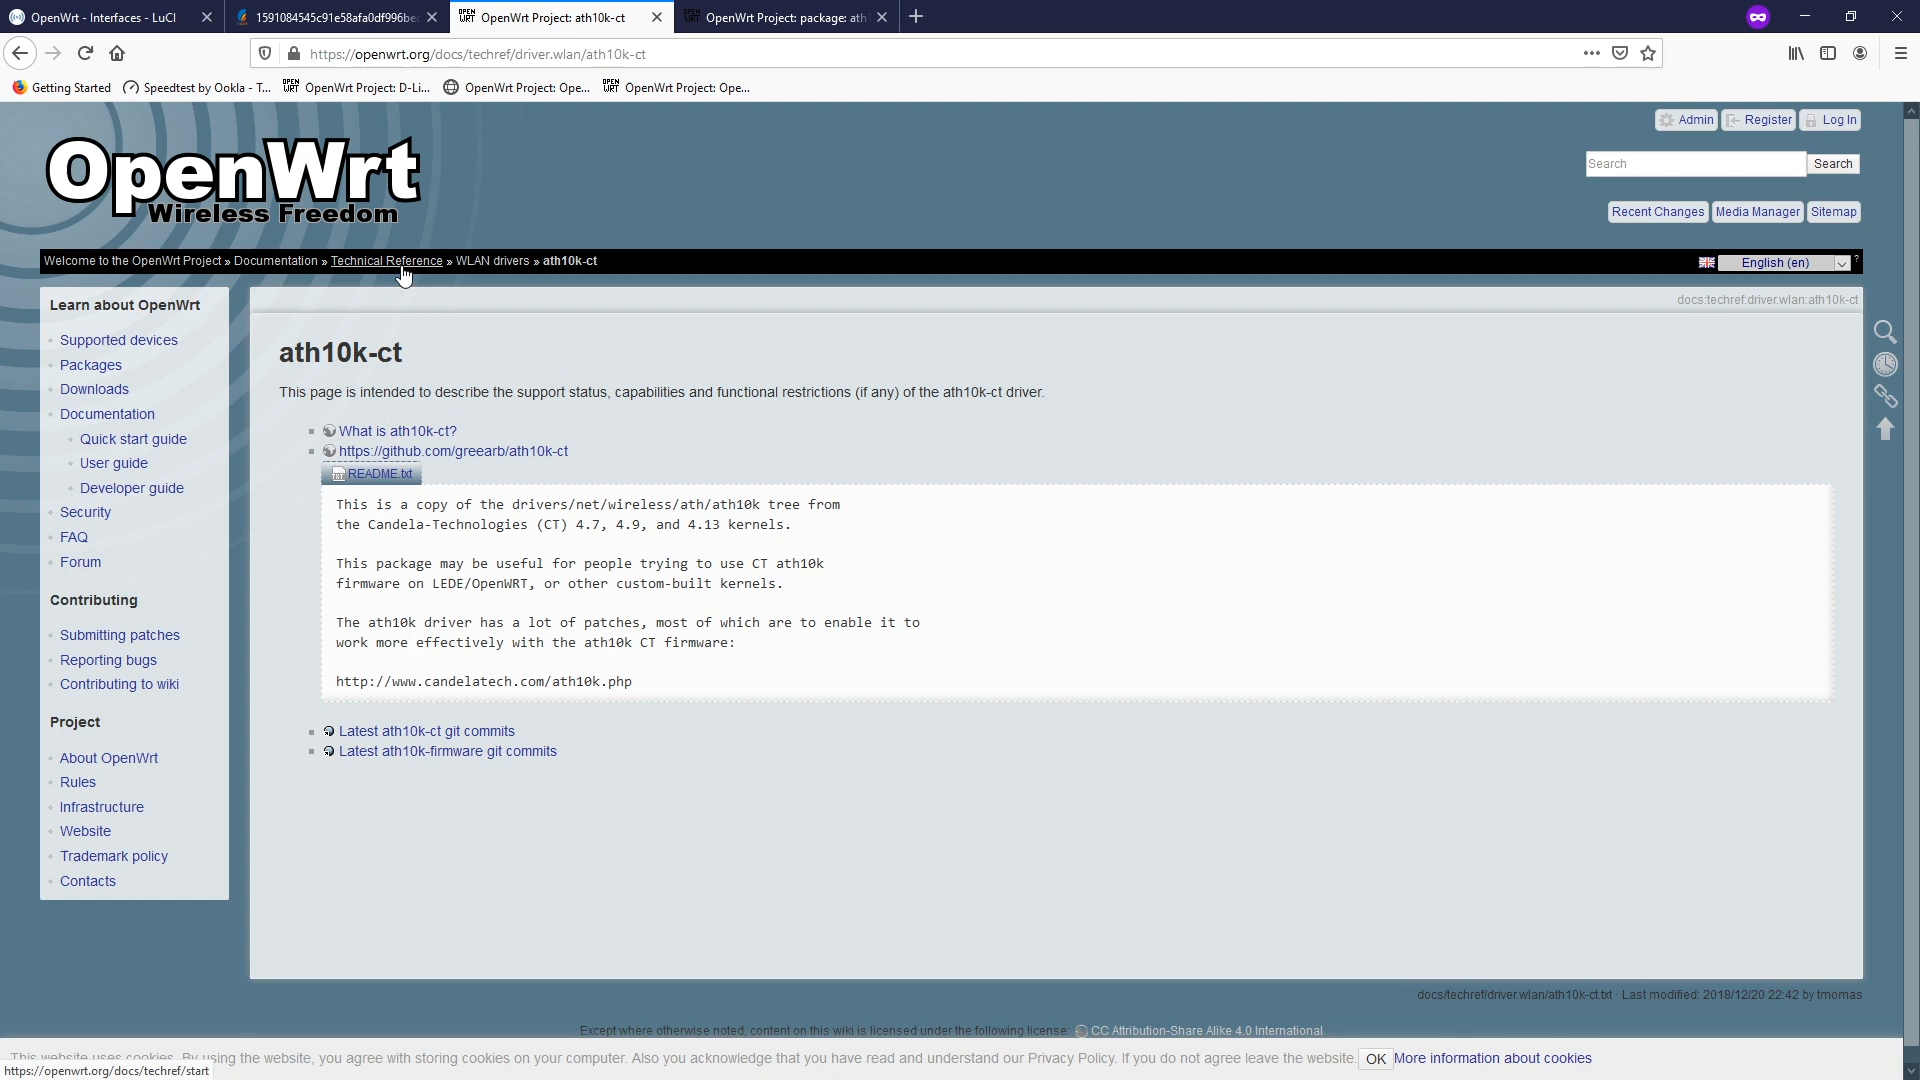 OpenWrt - Interfaces - LuCI
1591084545c91e58afa0df996bec
OpenWrt Project: ath10k-ct
OpenWrt Project: package: ath
https://openwrt.org/docs/techref/driver.wlan/ath10k-ct
Getting Started
Speedtest by Ookla - T...
OpenWrt Project: D-Li...
OpenWrt Project: Ope...
OpenWrt Project: Ope...
Admin
Register
Log In
OpenWrt
Wireless Freedom
Search
Search
Recent Changes
Media Manager
Sitemap
Welcome to the OpenWrt Project » Documentation » Technical Reference » WLAN drivers » ath10k-ct
English (en)
?
Learn about OpenWrt
Supported devices
Packages
Downloads
Documentation
Quick start guide
User guide
Developer guide
Security
FAQ
Forum
Contributing
Submitting patches
Reporting bugs
Contributing to wiki
Project
About OpenWrt
Rules
Infrastructure
Website
Trademark policy
Contacts
docs:techref:driver.wlan:ath10k-ct
ath10k-ct
This page is intended to describe the support status, capabilities and functional restrictions (if any) of the ath10k-ct driver.
What is ath10k-ct?
https://github.com/greearb/ath10k-ct
README.txt
This is a copy of the drivers/net/wireless/ath/ath10k tree from
the Candela-Technologies (CT) 4.7, 4.9, and 4.13 kernels.
This package may be useful for people trying to use CT ath10k
firmware on LEDE/OpenWRT, or other custom-built kernels.
The ath10k driver has a lot of patches, most of which are to enable it to
work more effectively with the ath10k CT firmware:
http://www.candelatech.com/ath10k.php
Latest ath10k-ct git commits
Latest ath10k-firmware git commits
docs/techref/driver.wlan/ath10k-ct.txt · Last modified: 2018/12/20 22:42 by tmomas
Except where otherwise noted, content on this wiki is licensed under the following license: CC Attribution-Share Alike 4.0 International
This website uses cookies. By using the website, you agree with storing cookies on your computer. Also you acknowledge that you have read and understand our Privacy Policy. If you do not agree leave the website. OK More information about cookies
https://openwrt.org/docs/techref/start